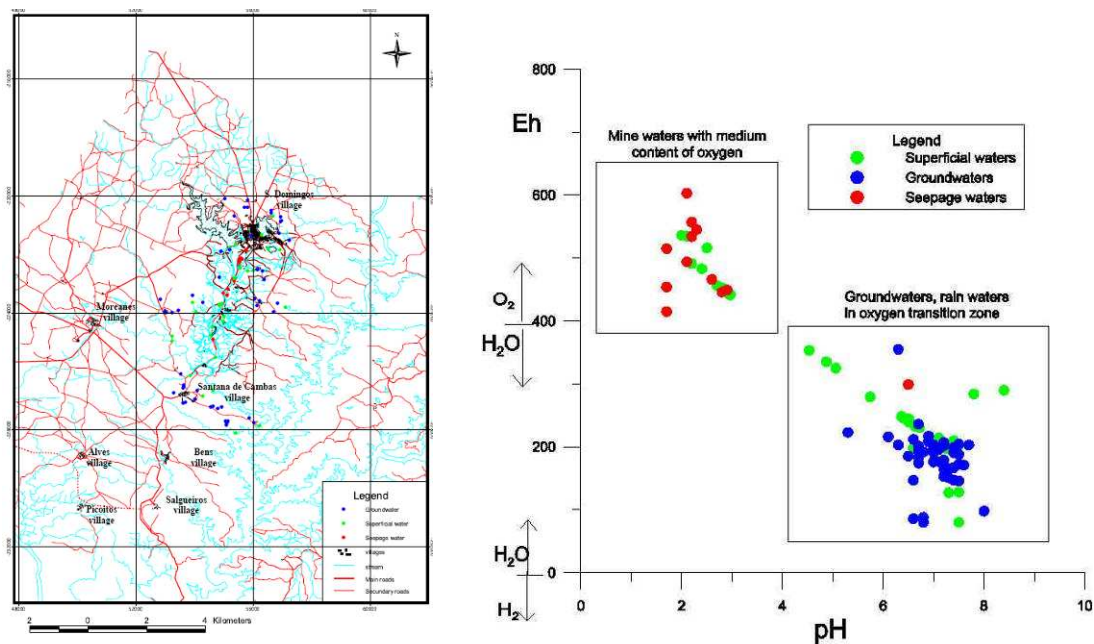 S. Domingos
village
Moreanes
village
Santana de Cambas
village
Alves
village
Bens
village
Picoitos
village
Salgueiros
village
Legend
Groundwater
Superficial water
Seepage water
villages
stream
Main roads
Secundary roads
2 0 2 4 Kilometers
800
Eh
Mine waters with medium
content of oxygen
Legend
Superficial waters
Groundwaters
Seepage waters
600
O2
400
H2O
Groundwaters, rain waters
in oxygen transition zone
200
H2O
0
H2
0 2 4 6 8 10
pH